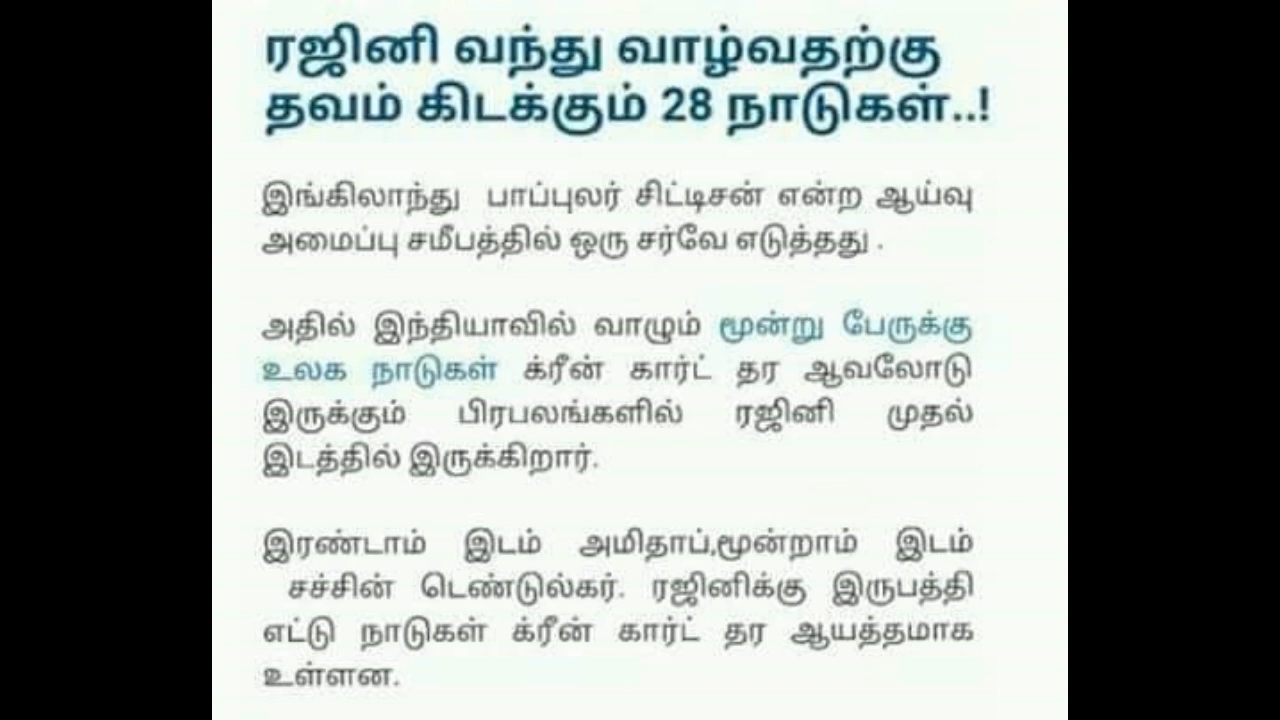 ரஜினி வந்து வாழ்வதற்கு
தவம் கிடக்கும் 28 நாடுகள்..!
இங்கிலாந்து பாப்புலர் சிட்டிசன் என்ற ஆய்வு
அமைப்பு சமீபத்தில் ஒரு சர்வே எடுத்தது .
அதில் இந்தியாவில் வாழும் மூன்று பேருக்கு
உலக நாடுகள் க்ரீன் கார்ட் தர ஆவலோடு
இருக்கும் பிரபலங்களில் ரஜினி முதல்
இடத்தில் இருக்கிறார்.
இரண்டாம் இடம் அமிதாப்,மூன்றாம் இடம்
சச்சின் டெண்டுல்கர். ரஜினிக்கு இருபத்தி
எட்டு நாடுகள் க்ரீன் கார்ட் தர ஆயத்தமாக
உள்ளன.